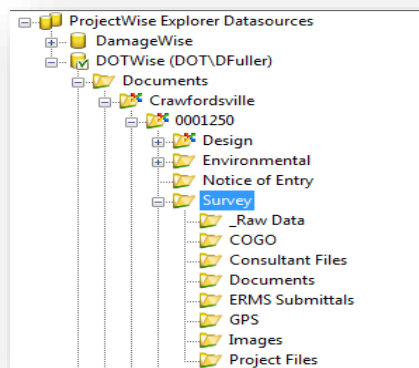 ProjectWise Explorer Datasources
DamageWise
DOTWise (DOT\DFuller)
Documents
Crawfordsville
0001250
Design
Environmental
Notice of Entry
Survey
_Raw Data
COGO
Consultant Files
Documents
ERMS Submittals
GPS
Images
Project Files